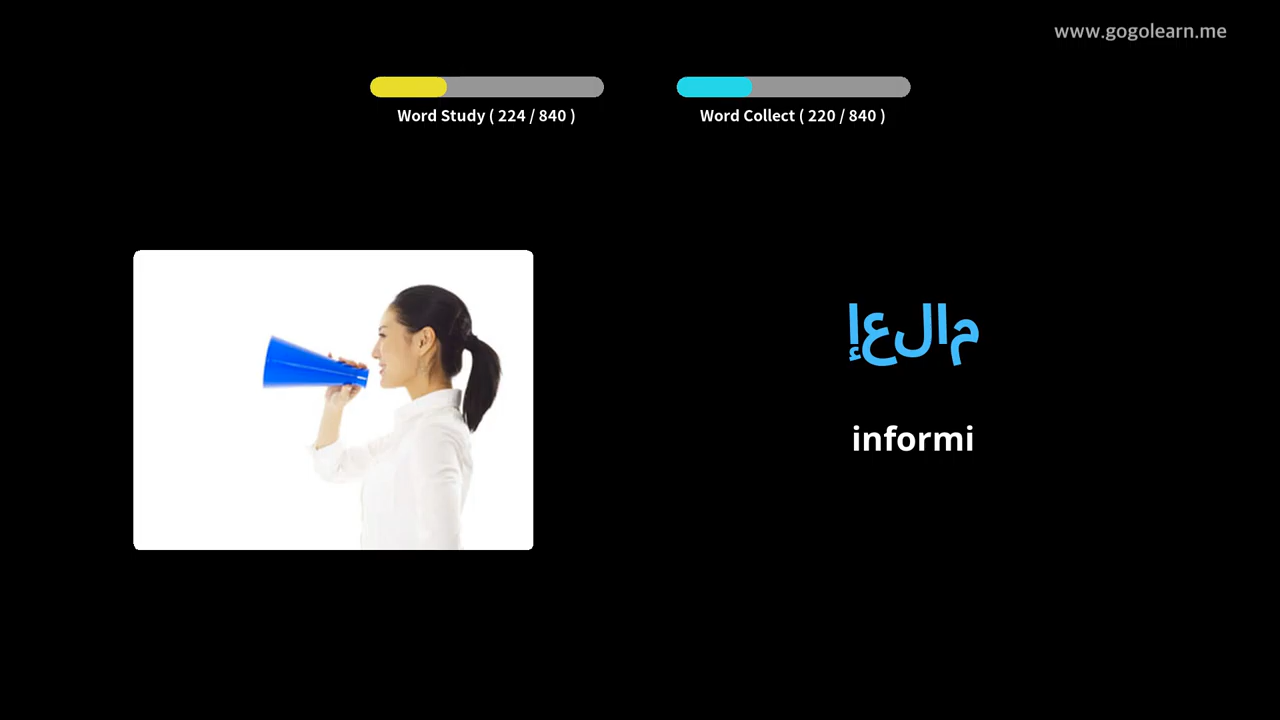 www.gogolearn.me
Word Study ( 224 / 840 )
Word Collect ( 220 / 840 )
إعلام
informi